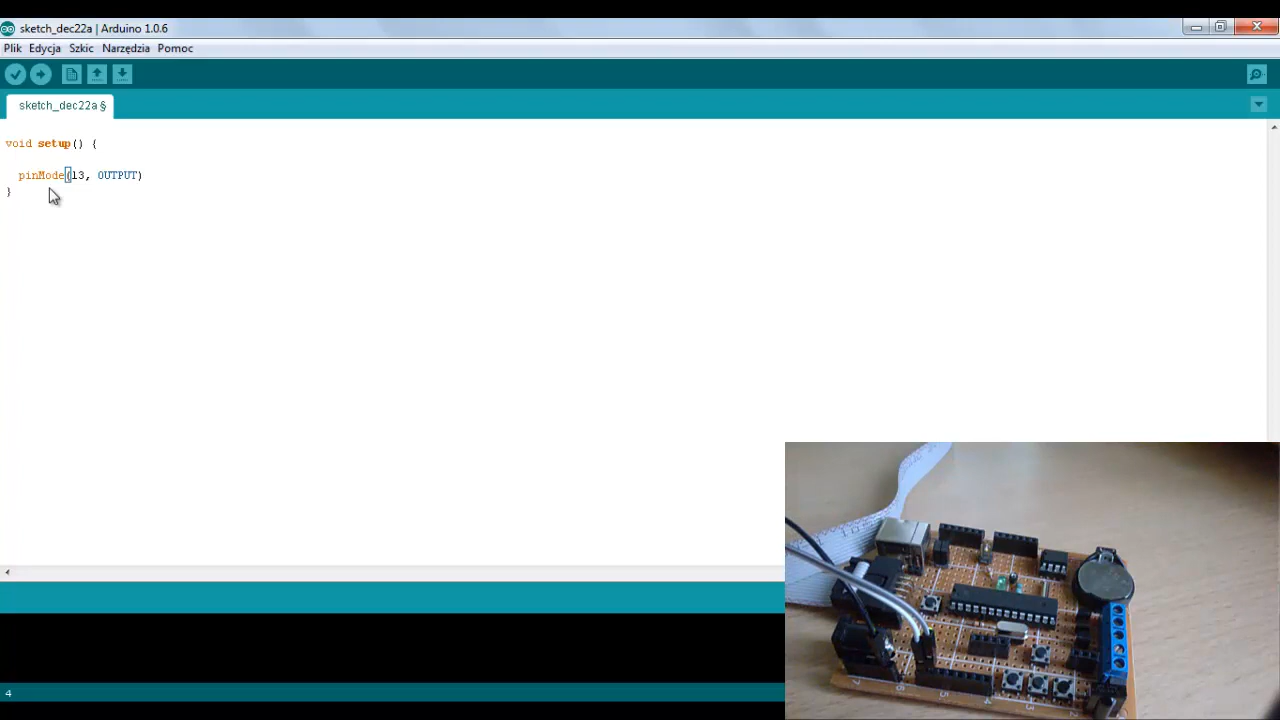 sketch_dec22a | Arduino 1.0.6
Plik Edycja Szkic Narzędzia Pomoc
sketch_dec22a §
void setup() {
pinMode(13, OUTPUT)
}
4